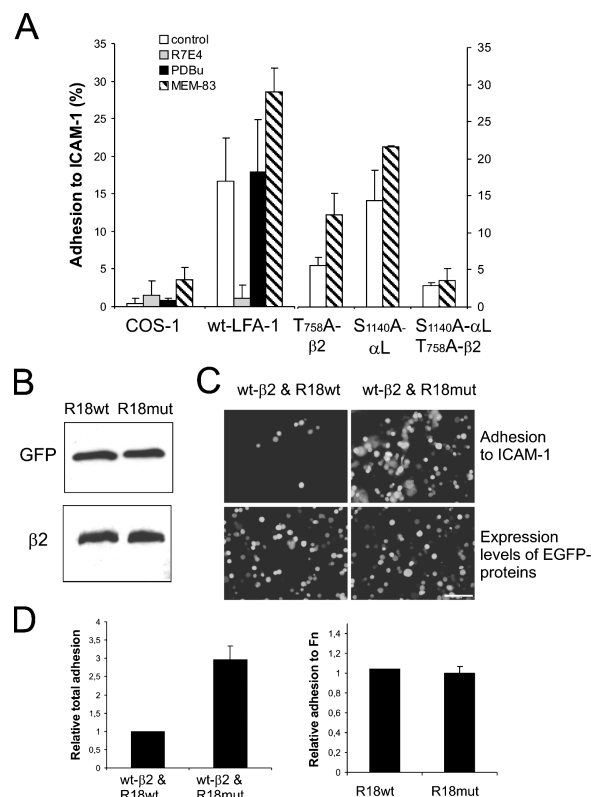 A
Adhesion to ICAM-1 (%)
35
30
25
20
15
10
5
0
control
R7E4
PDBu
MEM-83
35
30
25
20
15
10
5
0
COS-1
wt-LFA-1
T758A-
β2
S1140A-
αL
S1140A-αL
T758A-β2
B
R18wt R18mut
GFP
β2
C
wt-β2 & R18wt
wt-β2 & R18mut
Adhesion
to ICAM-1
Expression
levels of EGFP-
proteins
D
Relative total adhesion
4
3,5
3
2,5
2
1,5
1
0,5
0
wt-β2 &
R18wt
wt-β2 &
R18mut
Relative adhesion to Fn
1,4
1,2
1
0,8
0,6
0,4
0,2
0
R18wt
R18mut